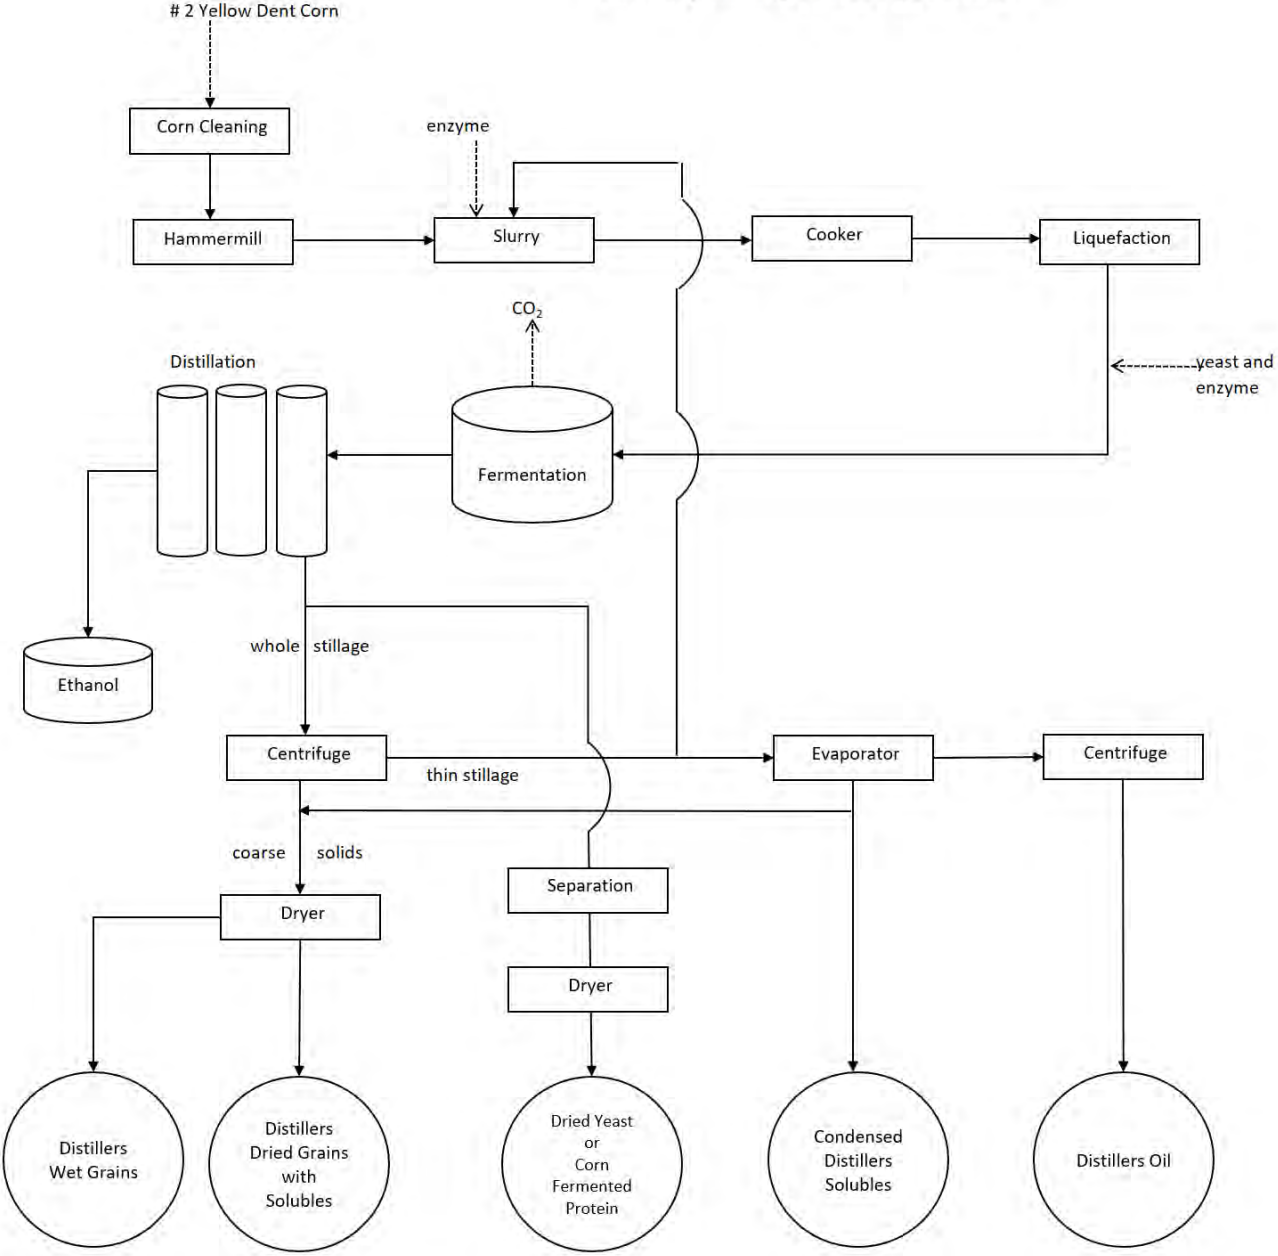 # 2 Yellow Dent Corn
Corn Cleaning
enzyme
Hammermill
Slurry
Cooker
Liquefaction
CO₂
Distillation
yeast and
enzyme
Fermentation
Ethanol
whole stillage
Centrifuge
thin stillage
Evaporator
Centrifuge
coarse solids
Separation
Dryer
Dryer
Distillers
Wet Grains
Distillers
Dried Grains
with
Solubles
Dried Yeast
or
Corn
Fermented
Protein
Condensed
Distillers
Solubles
Distillers Oil